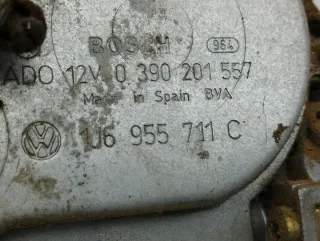 BOSCH 964
ADO 12V 0 390 201 557
Made in Spain BVA
1J6 955 711 C